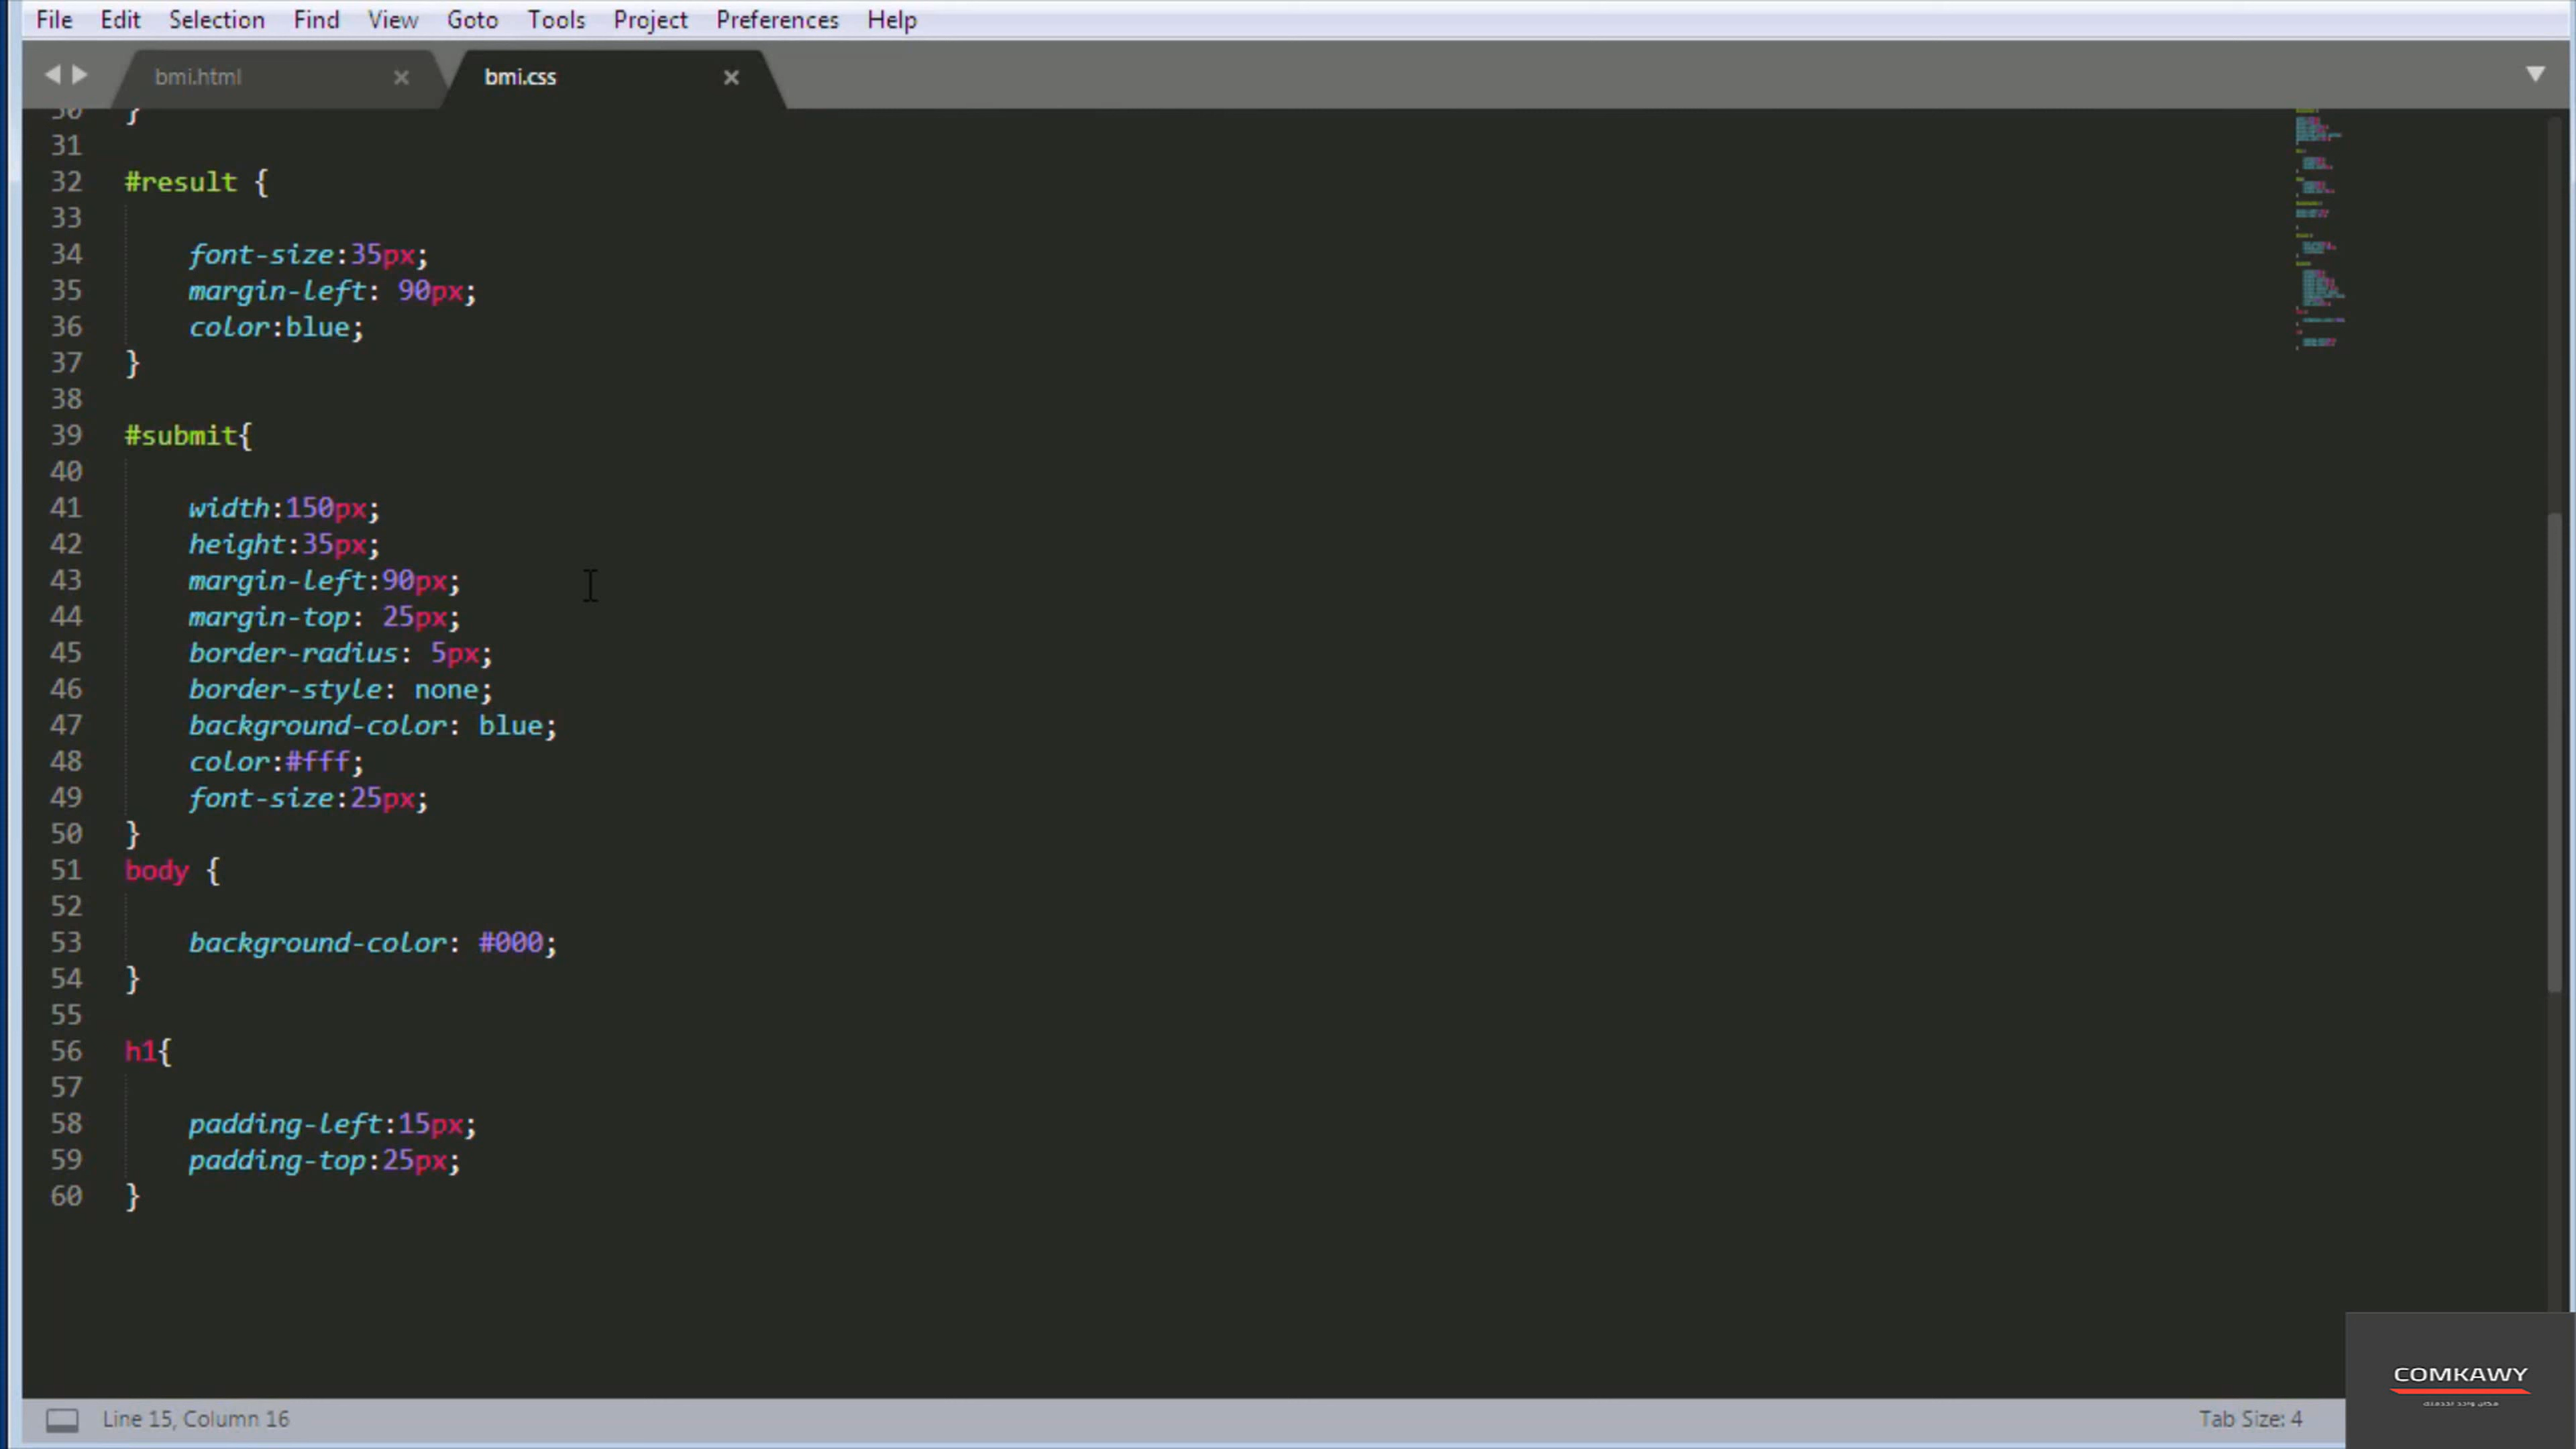 File Edit Selection Find View Goto Tools Project Preferences Help
bmi.html × bmi.css ×
30 }
31
32 #result {
33
34 font-size:35px;
35 margin-left: 90px;
36 color:blue;
37 }
38
39 #submit{
40
41 width:150px;
42 height:35px;
43 margin-left:90px;
44 margin-top: 25px;
45 border-radius: 5px;
46 border-style: none;
47 background-color: blue;
48 color:#fff;
49 font-size:25px;
50 }
51 body {
52
53 background-color: #000;
54 }
55
56 h1{
57
58 padding-left:15px;
59 padding-top:25px;
60 }
COMKAWY
Line 15, Column 16 Tab Size: 4